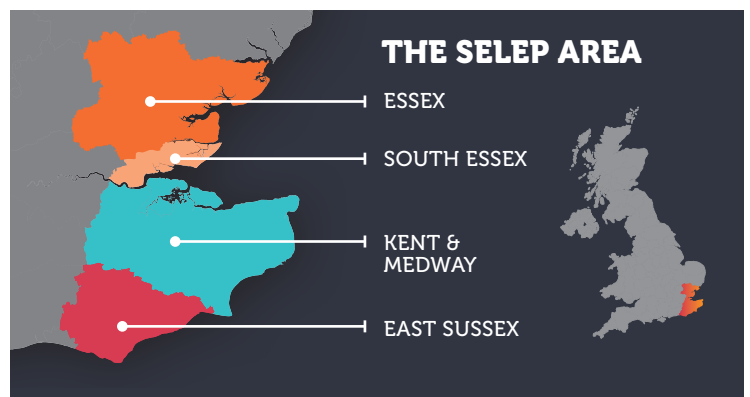 THE SELEP AREA
ESSEX
SOUTH ESSEX
KENT &
MEDWAY
EAST SUSSEX